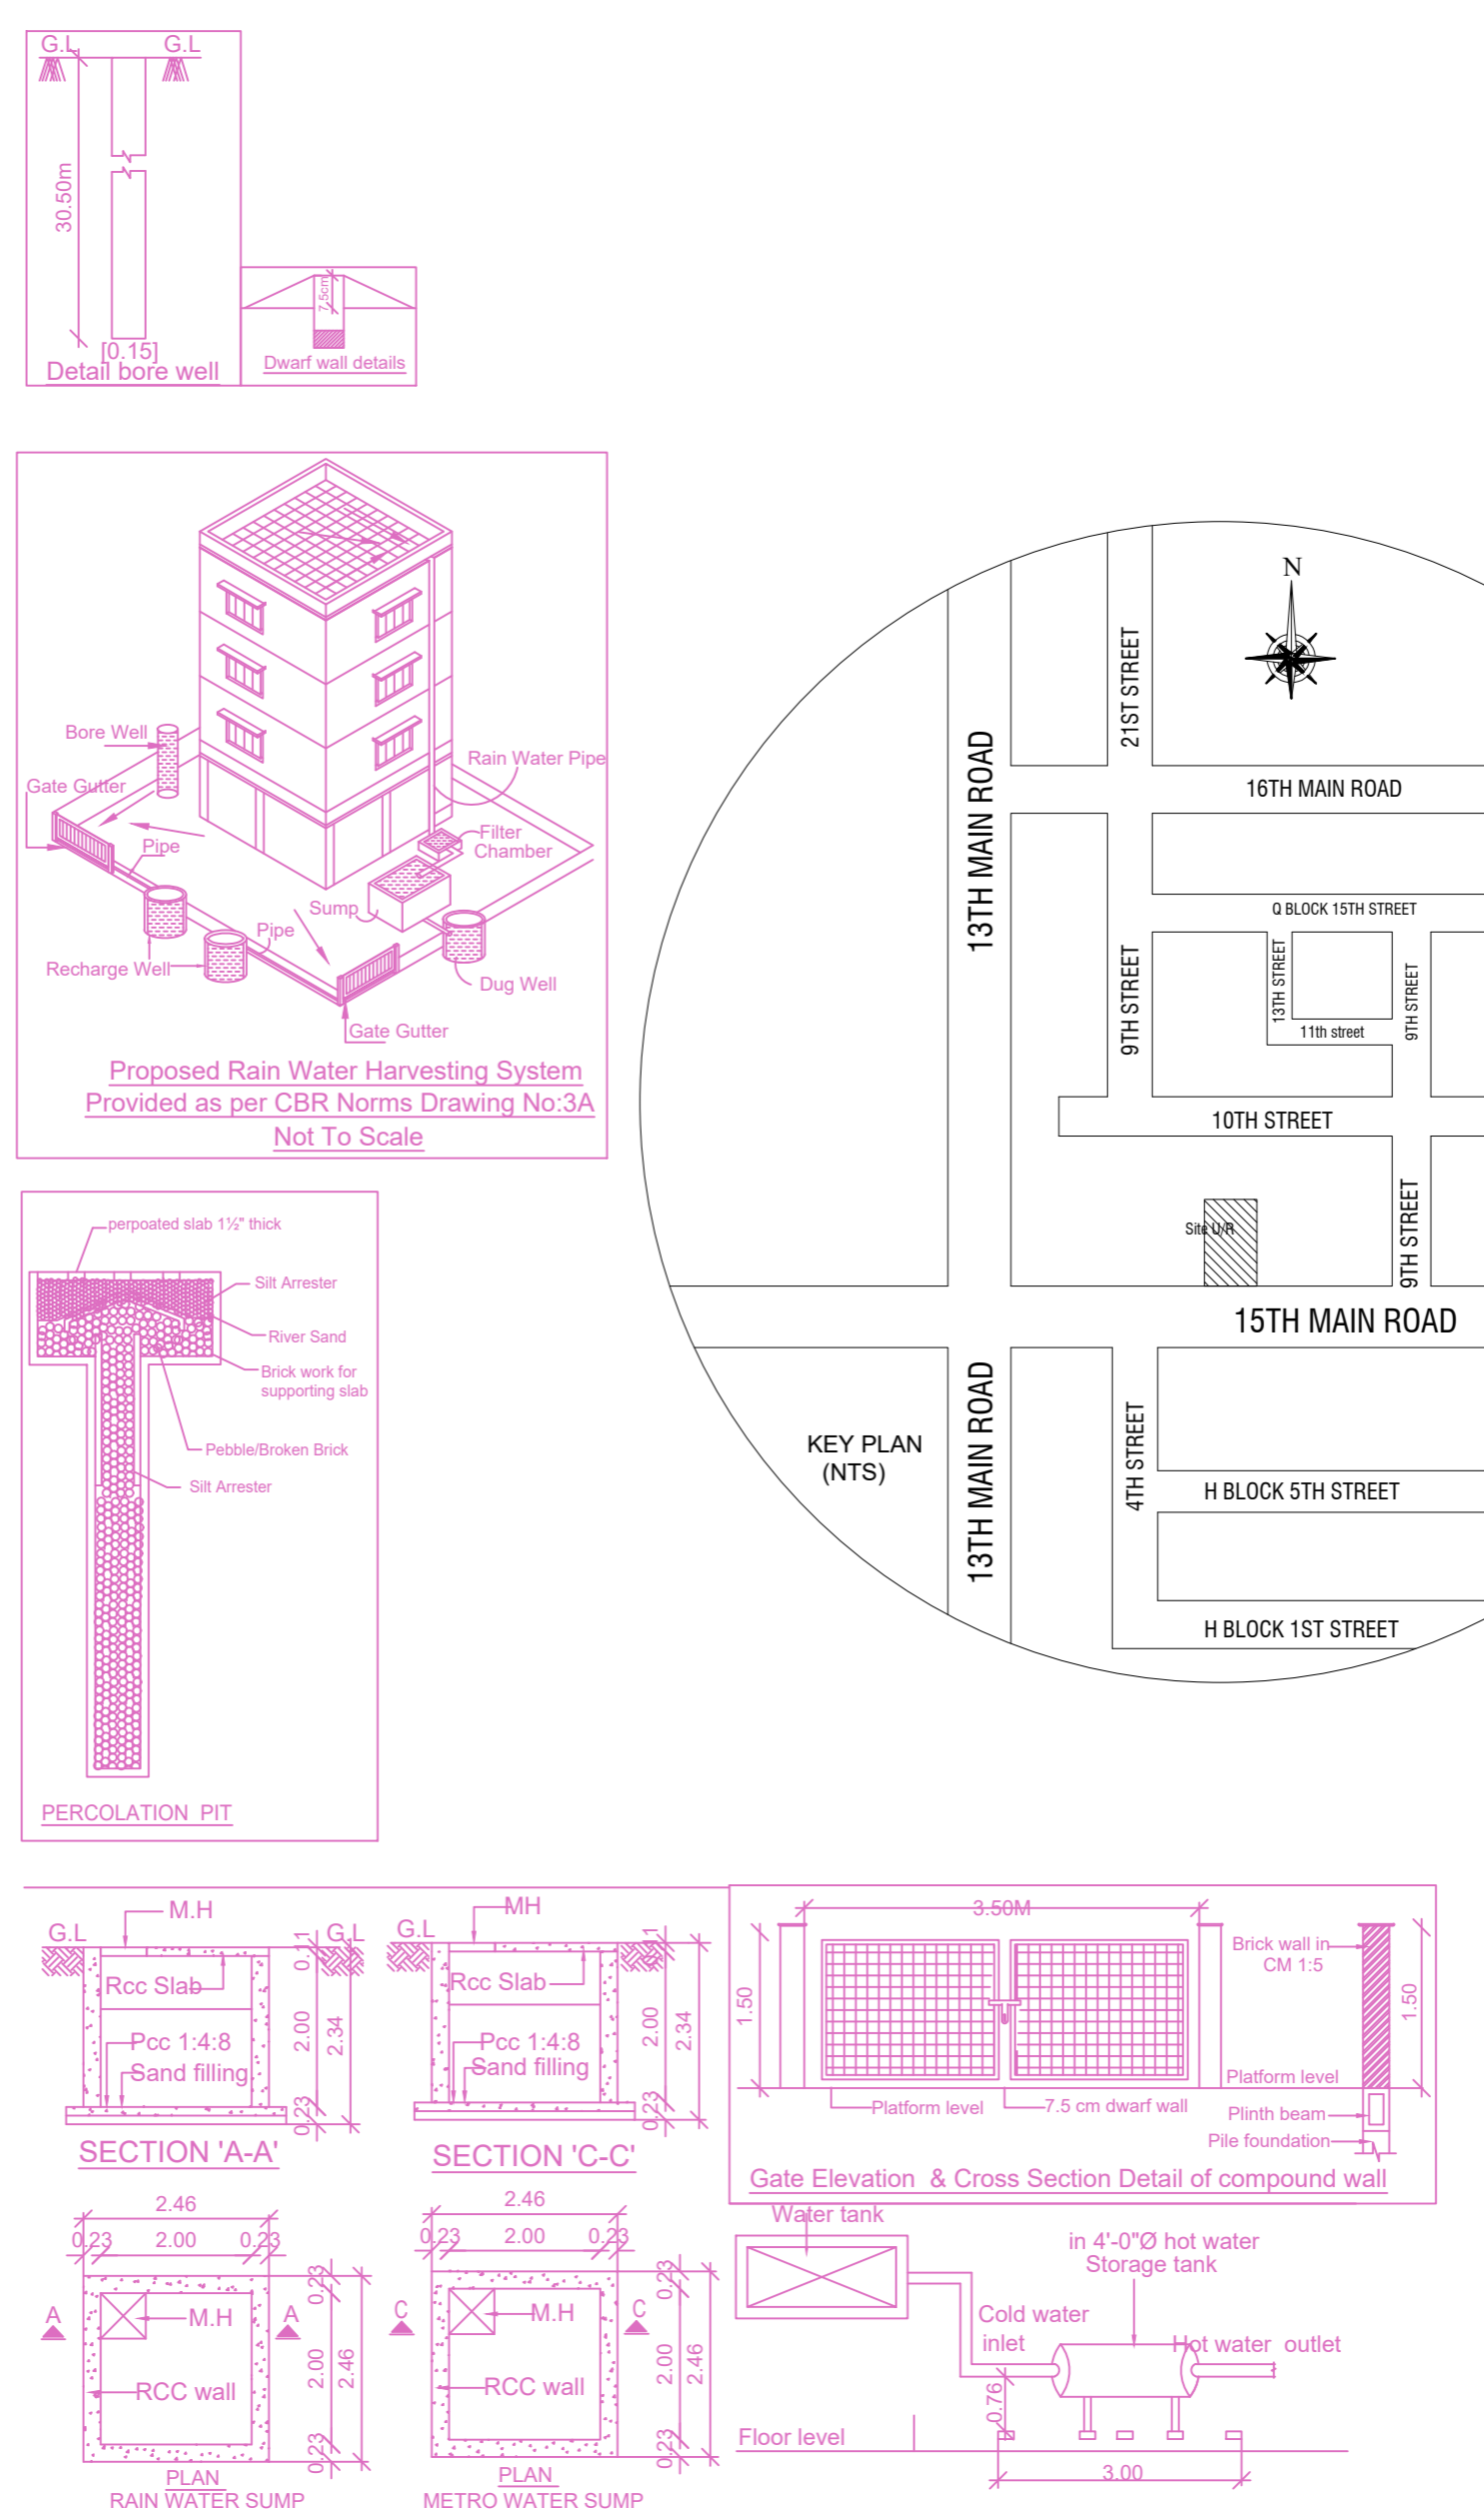 G.L
G.L
30.50m
[0.15]
Detail bore well
7.5cm
Dwarf wall details
Bore Well
Gate Gutter
Pipe
Rain Water Pipe
Filter
Chamber
Sump
Pipe
Recharge Well
Dug Well
Gate Gutter
Proposed Rain Water Harvesting System
Provided as per CBR Norms Drawing No:3A
Not To Scale
N
21ST STREET
13TH MAIN ROAD
16TH MAIN ROAD
Q BLOCK 15TH STREET
9TH STREET
13TH STREET
9TH STREET
11th street
10TH STREET
Site U/R
9TH STREET
15TH MAIN ROAD
13TH MAIN ROAD
4TH STREET
KEY PLAN
(NTS)
H BLOCK 5TH STREET
H BLOCK 1ST STREET
perpoated slab 1½" thick
Silt Arrester
River Sand
Brick work for
supporting slab
Pebble/Broken Brick
Silt Arrester
PERCOLATION PIT
M.H
G.L
G.L
0.11
Rcc Slab
2.00
2.34
Pcc 1:4:8
Sand filling
0.23
SECTION 'A-A'
MH
G.L
0.11
Rcc Slab
2.00
2.34
Pcc 1:4:8
Sand filling
0.23
SECTION 'C-C'
3.50M
1.50
Brick wall in
CM 1:5
1.50
Platform level
Platform level
7.5 cm dwarf wall
Plinth beam
Pile foundation
Gate Elevation & Cross Section Detail of compound wall
2.46
0.23
2.00
0.23
0.23
A
M.H
A
2.00
2.46
RCC wall
0.23
PLAN
RAIN WATER SUMP
2.46
0.23
2.00
0.23
0.23
C
M.H
C
2.00
2.46
RCC wall
0.23
PLAN
METRO WATER SUMP
Water tank
in 4'-0"Ø hot water
Storage tank
Cold water
inlet
Hot water outlet
0.76
Floor level
3.00